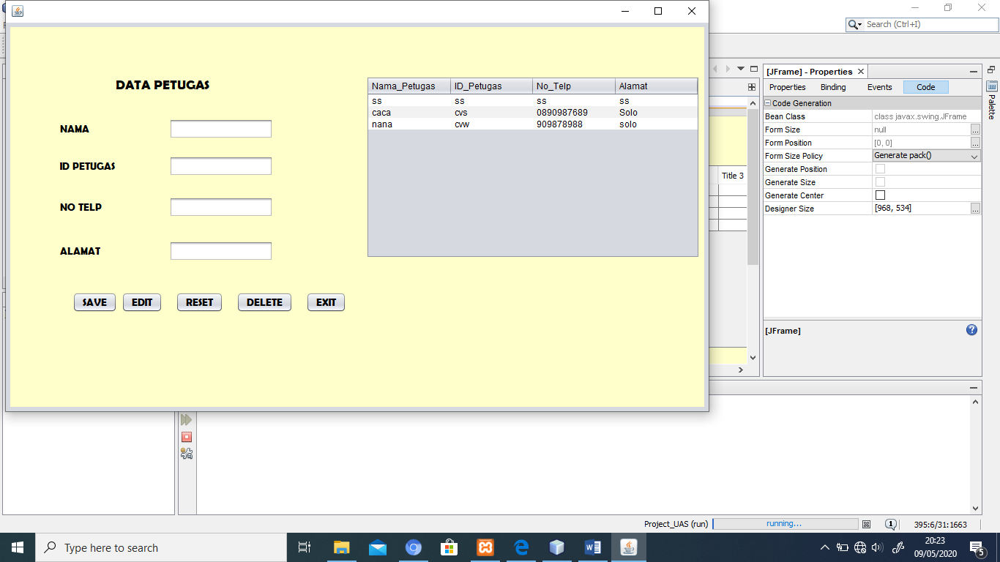 Search (Ctrl+I)
DATA PETUGAS
NAMA
ID PETUGAS
NO TELP
ALAMAT
SAVE EDIT RESET DELETE EXIT
Nama_Petugas ID_Petugas No_Telp Alamat
ss ss ss ss
caca cvs 0890987689 Solo
nana cvw 909878988 solo
Title 3
[JFrame] - Properties
Properties Binding Events Code
Code Generation
Bean Class class javax.swing.JFrame
Form Size null ...
Form Position [0, 0] ...
Form Size Policy Generate pack()
Generate Position
Generate Size
Generate Center
Designer Size [968, 534] ...
[JFrame]
Palette
Project_UAS (run) running... 1 395:6/31:1663
Type here to search
20:23
09/05/2020
5